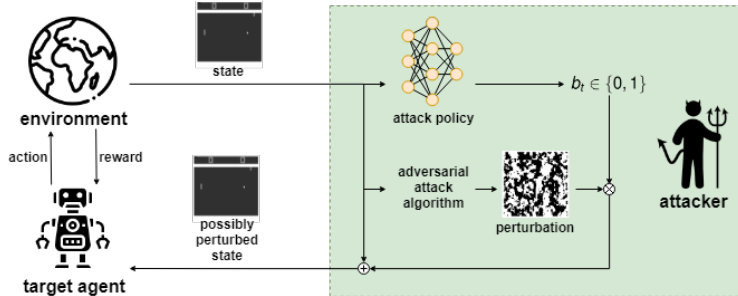 state
environment
action
reward
possibly
perturbed
state
target agent
attack policy
b_t ∈ {0, 1}
adversarial
attack
algorithm
perturbation
attacker